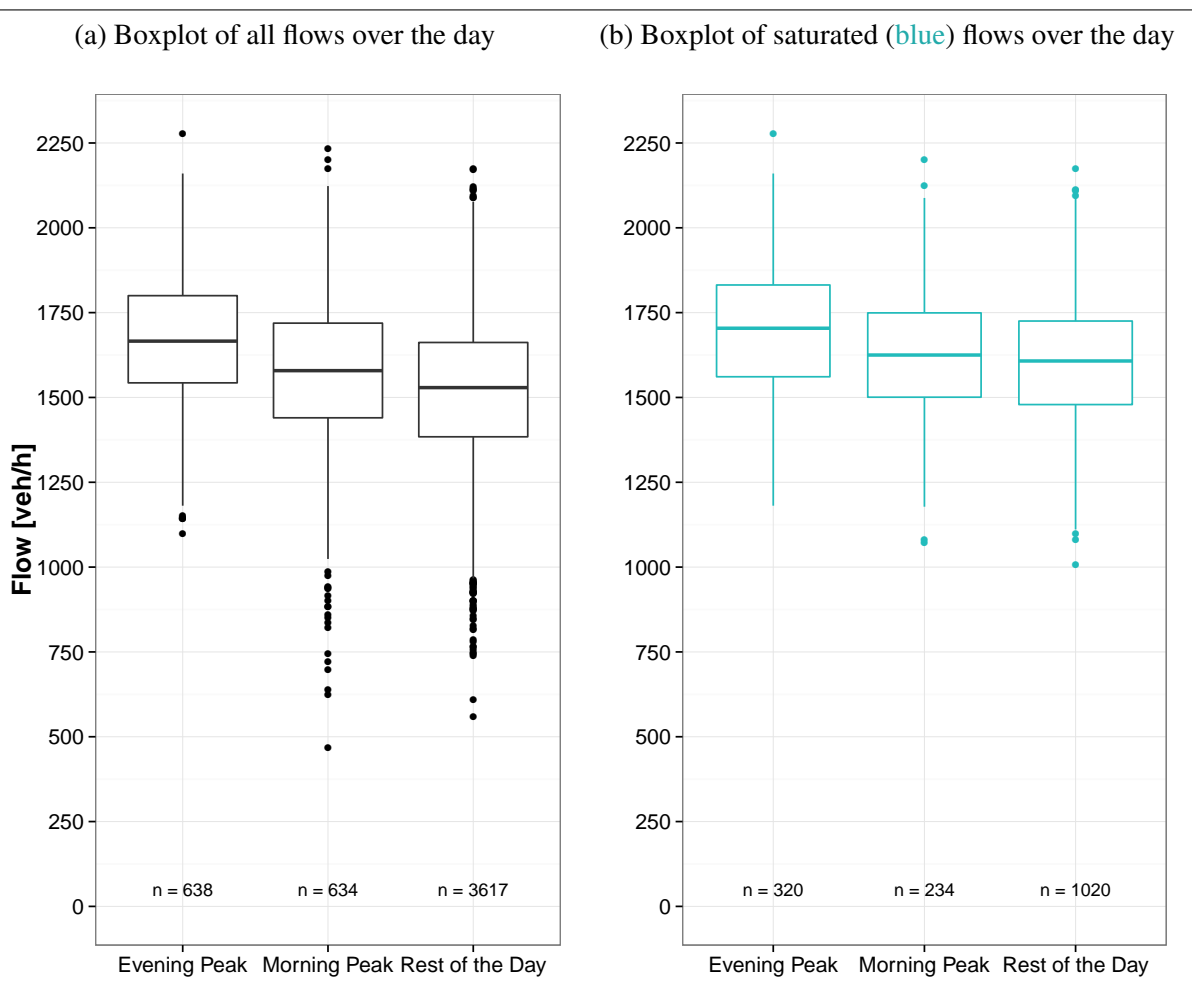 (a) Boxplot of all flows over the day
(b) Boxplot of saturated (blue) flows over the day
Flow [veh/h]
2250
2000
1750
1500
1250
1000
750
500
250
0
n = 638
n = 634
n = 3617
Evening Peak
Morning Peak
Rest of the Day
2250
2000
1750
1500
1250
1000
750
500
250
0
n = 320
n = 234
n = 1020
Evening Peak
Morning Peak
Rest of the Day